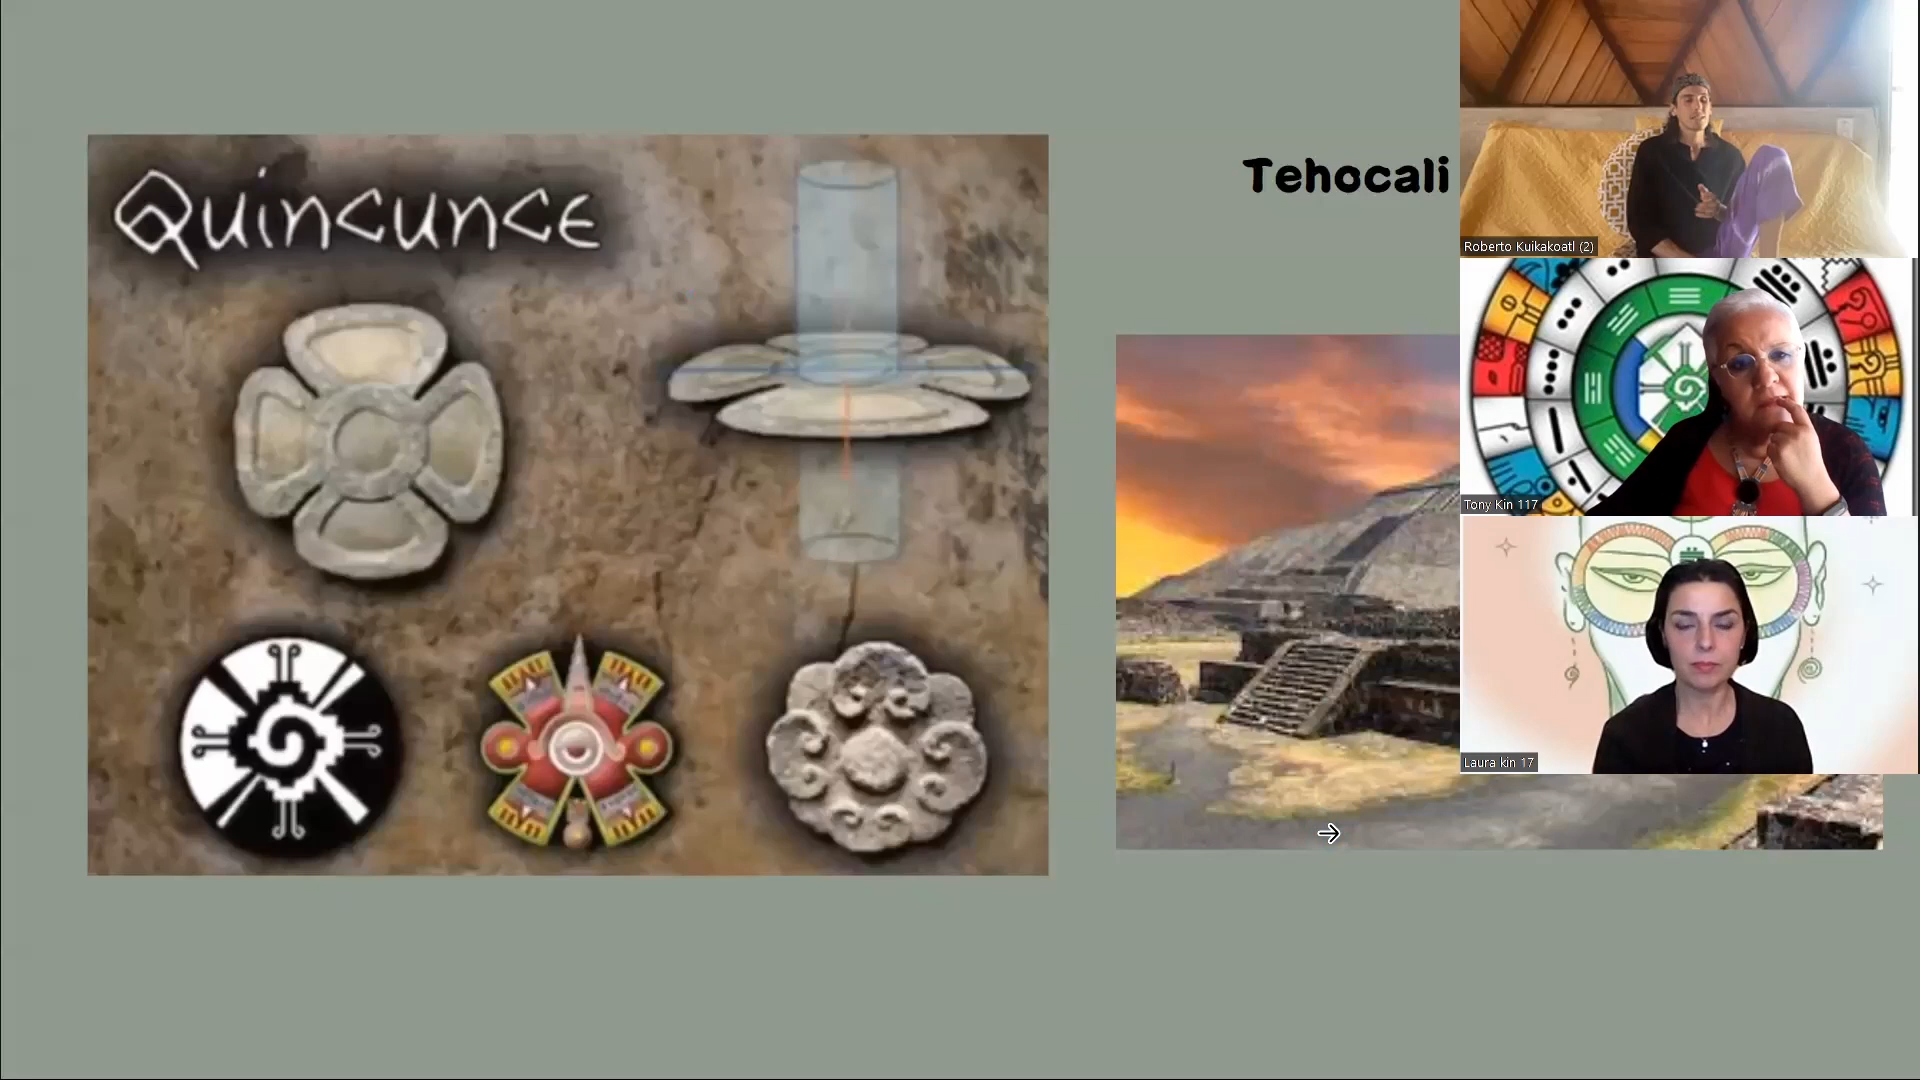 Quincunce
Tehocali
Roberto Kuikakoatl (2)
Tony Kin 117
Laura kin 17